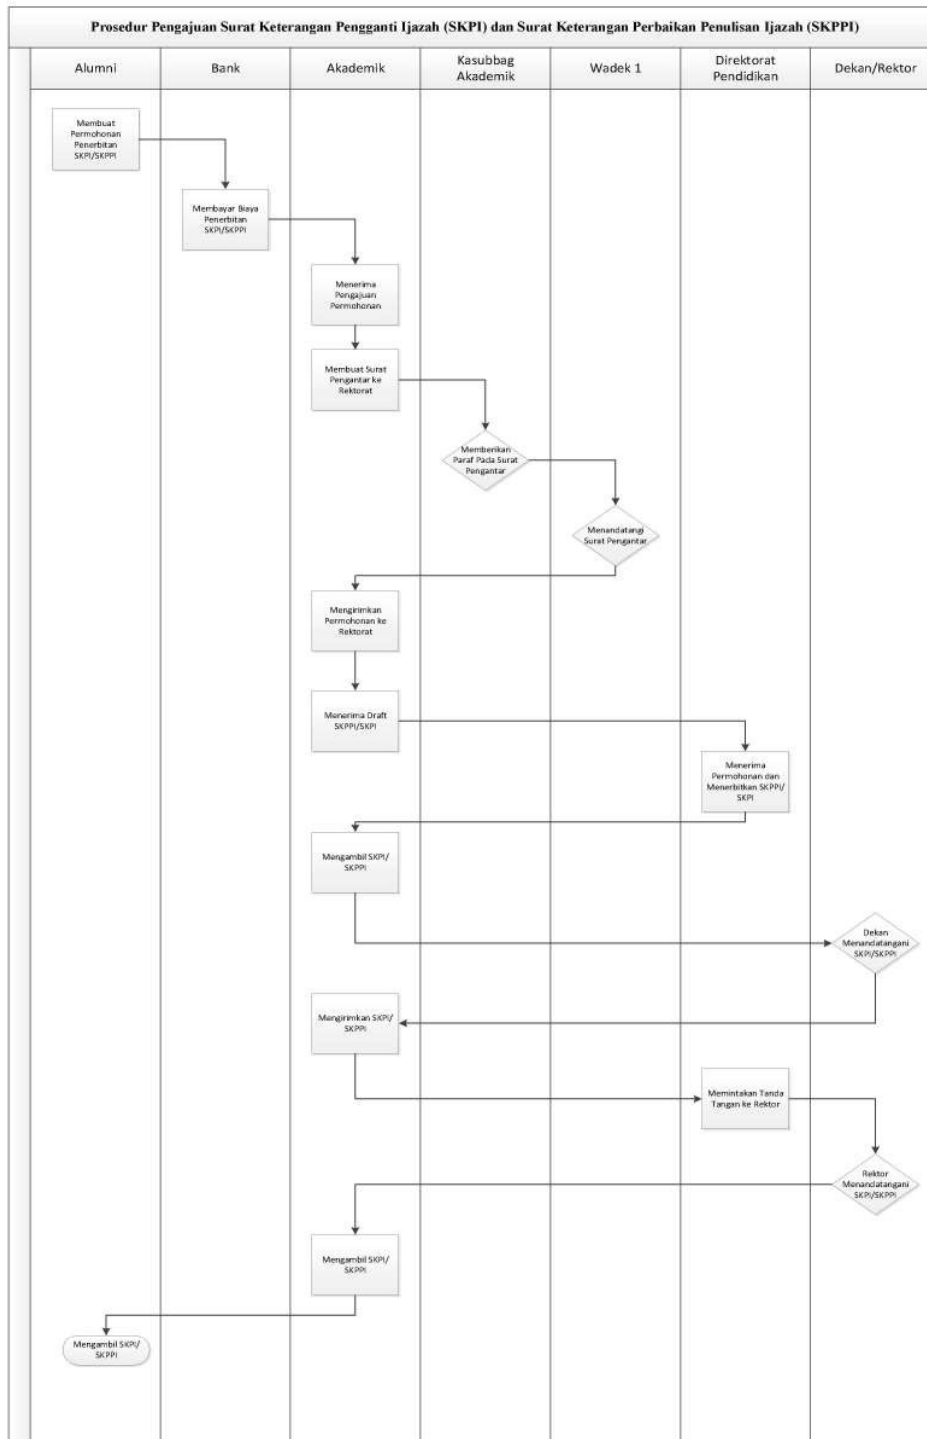 Prosedur Pengajuan Surat Keterangan Pengganti Ijazah (SKPI) dan Surat Keterangan Perbaikan Penulisan Ijazah (SKPPI)
Alumni
Bank
Akademik
Kasubbag
Akademik
Wadek 1
Direktorat
Pendidikan
Dekan/Rektor
Membuat
Permohonan
Penerbitan
SKPI/SKPPI
Membayar Biaya
Penerbitan
SKPI/SKPPI
Menerima
Pengajuan
Permohonan
Membuat Surat
Pengantar ke
Rektorat
Memberikan
Paraf Pada Surat
Pengantar
Menandatangi
Surat Pengantar
Mengirimkan
Permohonan ke
Rektorat
Menerima Draft
SKPPI/SKPI
Menerima
Permohonan dan
Menerbitkan SKPPI/
SKPI
Mengambil SKPI/
SKPPI
Dekan
Menandatangani
SKPI/SKPPI
Mengirimkan SKPI/
SKPPI
Memintakan Tanda
Tangan ke Rektor
Rektor
Menandatangani
SKPI/SKPPI
Mengambil SKPI/
SKPPI
Mengambil SKPI/
SKPPI